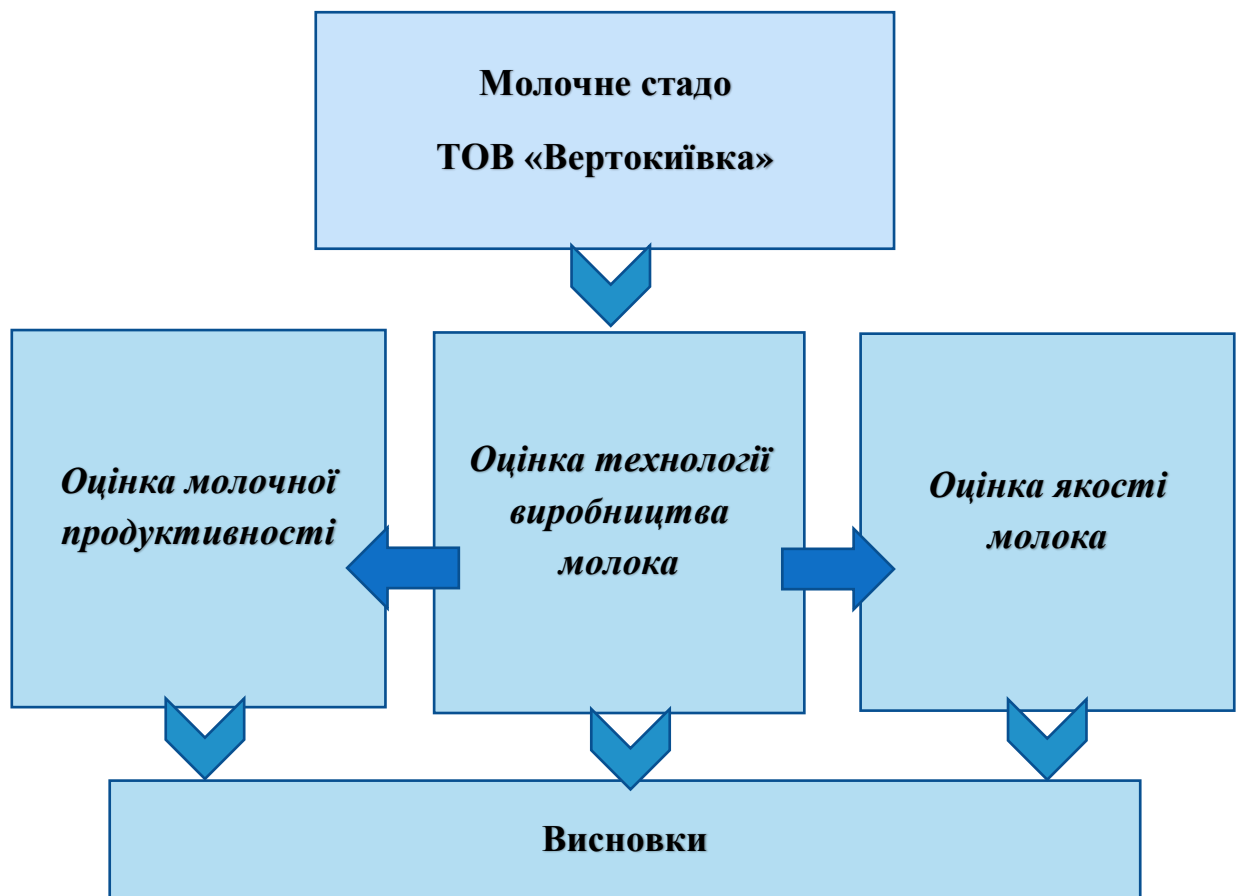 Молочне стадо
ТОВ «Вертокиївка»
Оцінка молочної
продуктивності
Оцінка технології
виробництва
молока
Оцінка якості
молока
Висновки